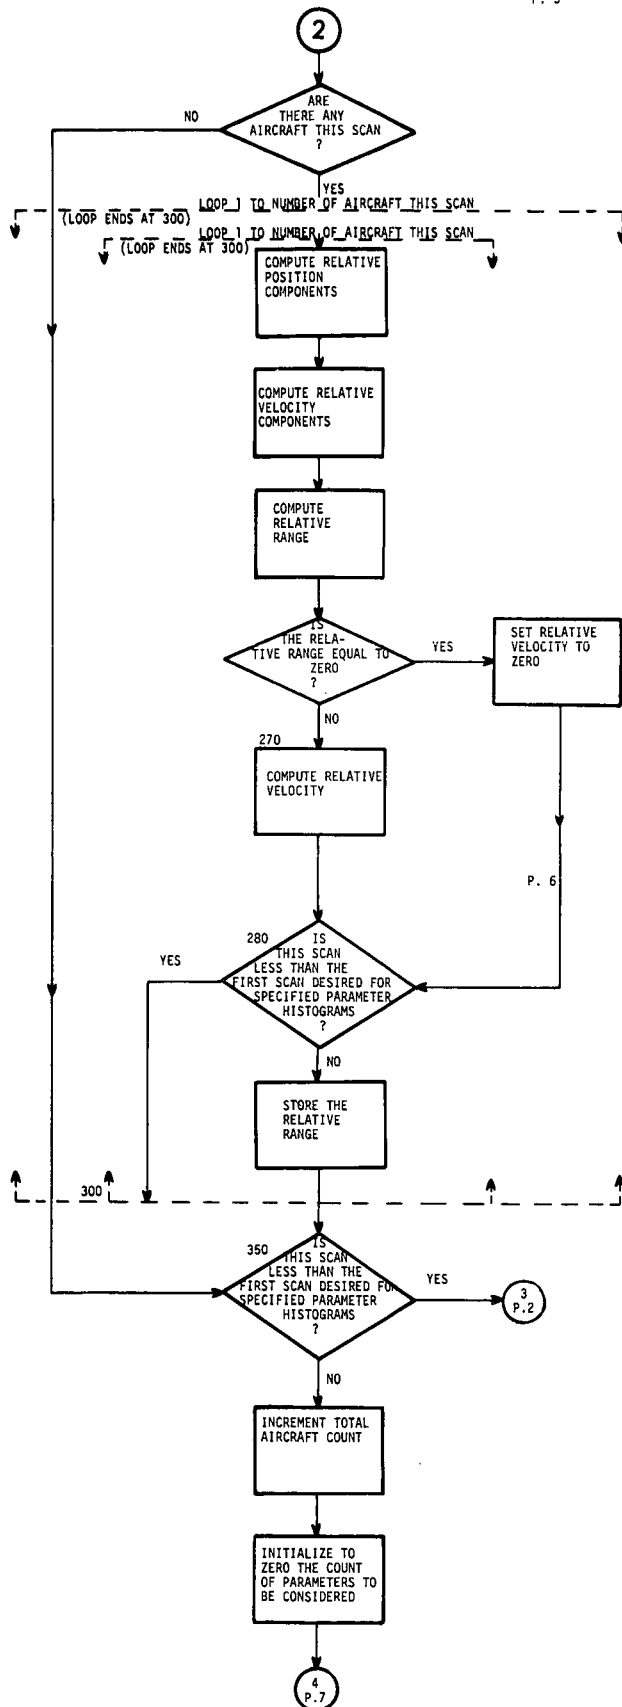 2
ARE
THERE ANY
AIRCRAFT THIS SCAN
?
NO
YES
LOOP 1 TO NUMBER OF AIRCRAFT THIS SCAN
(LOOP ENDS AT 300)
LOOP 1 TO NUMBER OF AIRCRAFT THIS SCAN
(LOOP ENDS AT 300)
COMPUTE RELATIVE
POSITION
COMPONENTS
COMPUTE RELATIVE
VELOCITY
COMPONENTS
COMPUTE
RELATIVE
RANGE
IS
THE RELA-
TIVE RANGE EQUAL TO
ZERO
?
YES
SET RELATIVE
VELOCITY TO
ZERO
NO
270
COMPUTE RELATIVE
VELOCITY
P. 6
280
IS
THIS SCAN
LESS THAN THE
FIRST SCAN DESIRED FOR
SPECIFIED PARAMETER
HISTOGRAMS
?
YES
NO
STORE THE
RELATIVE
RANGE
300
350
IS
THIS SCAN
LESS THAN THE
FIRST SCAN DESIRED FOR
SPECIFIED PARAMETER
HISTOGRAMS
?
YES
3
P.2
NO
INCREMENT TOTAL
AIRCRAFT COUNT
INITIALIZE TO
ZERO THE COUNT
OF PARAMETERS TO
BE CONSIDERED
4
P.7